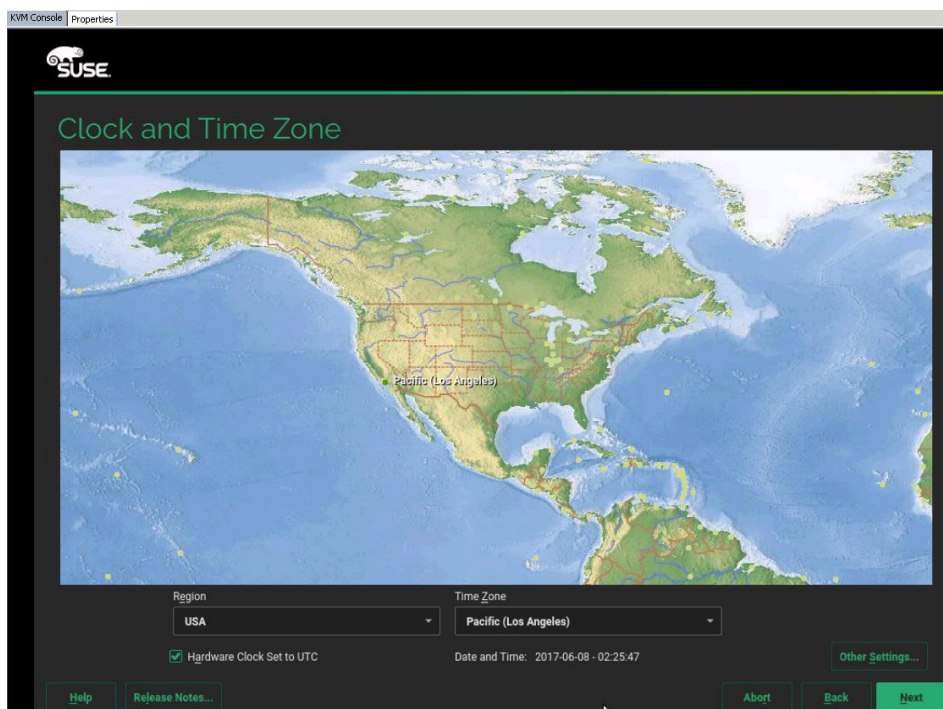 KVM Console Properties
SUSE.
Clock and Time Zone
Pacific (Los Angeles)
Region Time Zone
USA Pacific (Los Angeles)
Hardware Clock Set to UTC Date and Time: 2017-06-08 - 02:25:47
Other Settings...
Help Release Notes... Abort Back Next